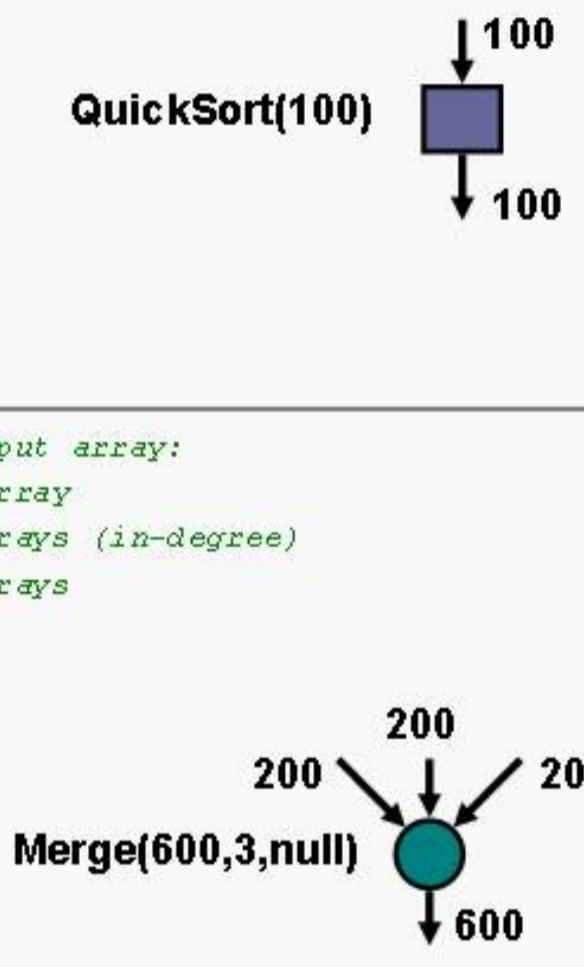 100
QuickSort(100)
100
put array:
rray
rays (in-degree)
rays
200
200 20
Merge(600,3,null)
600